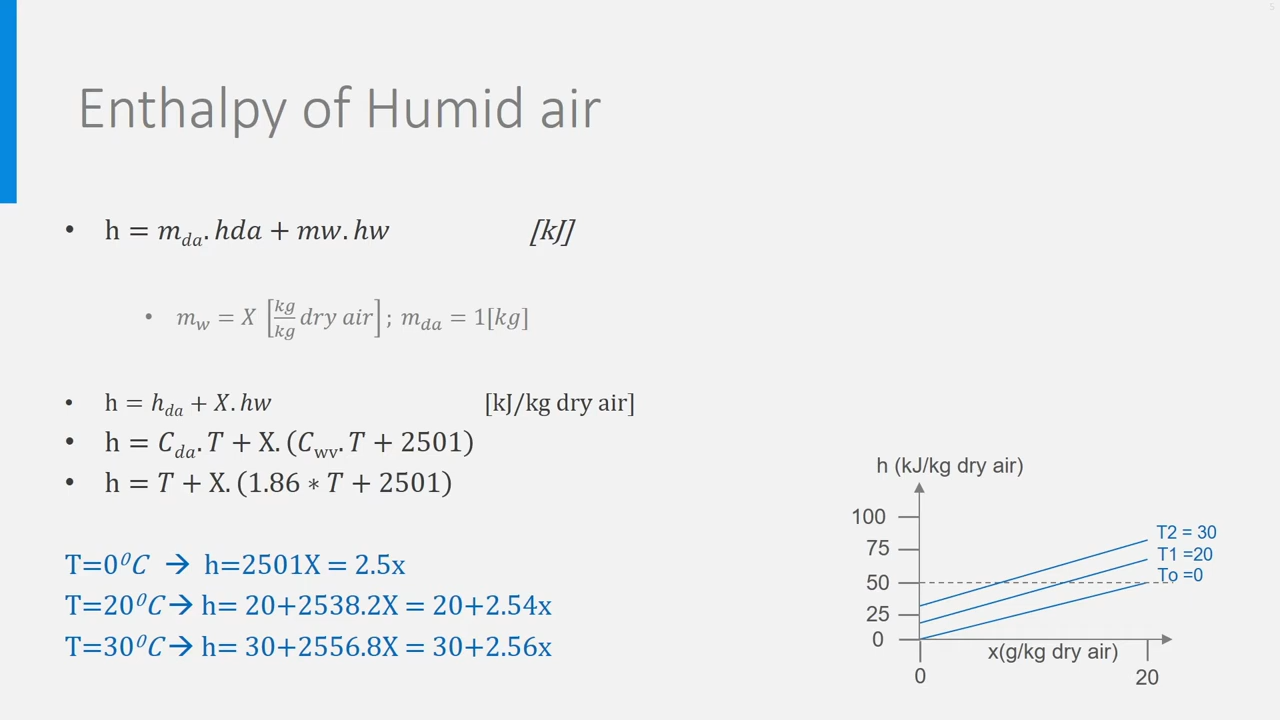 Enthalpy of Humid air
• h = m_da. hda + mw. hw [kJ]
• m_w = X [kg/kg dry air]; m_da = 1[kg]
• h = h_da + X. hw [kJ/kg dry air]
• h = C_da. T + X. (C_wv. T + 2501)
• h = T + X. (1.86 ∗ T + 2501)
T=0⁰C → h=2501X = 2.5x
T=20⁰C → h= 20+2538.2X = 20+2.54x
T=30⁰C → h= 30+2556.8X = 30+2.56x
h (kJ/kg dry air)
100
75
50
25
0
T2 = 30
T1 =20
To =0
x(g/kg dry air)
0
20
S